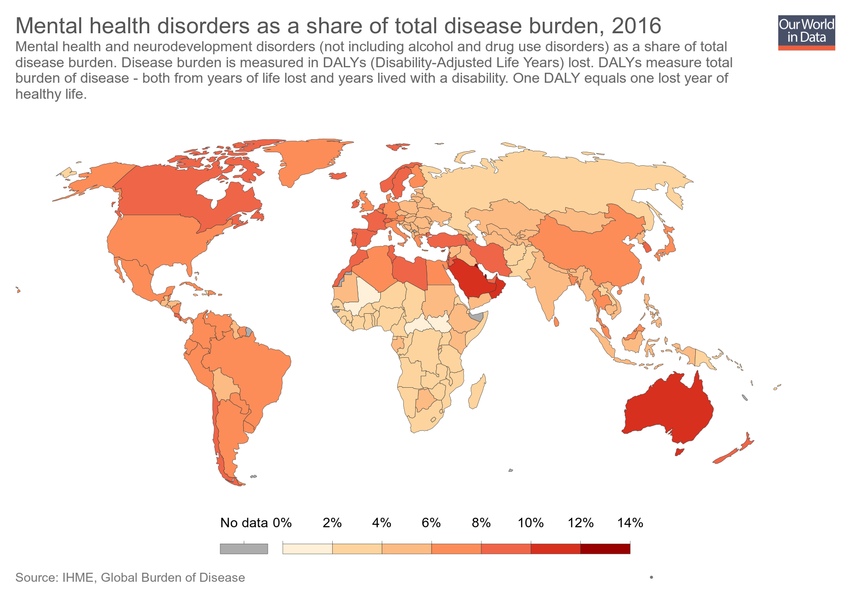 Mental health disorders as a share of total disease burden, 2016
Our World
in Data
Mental health and neurodevelopment disorders (not including alcohol and drug use disorders) as a share of total
disease burden. Disease burden is measured in DALYs (Disability-Adjusted Life Years) lost. DALYs measure total
burden of disease - both from years of life lost and years lived with a disability. One DALY equals one lost year of
healthy life.
No data 0% 2% 4% 6% 8% 10% 12% 14%
Source: IHME, Global Burden of Disease